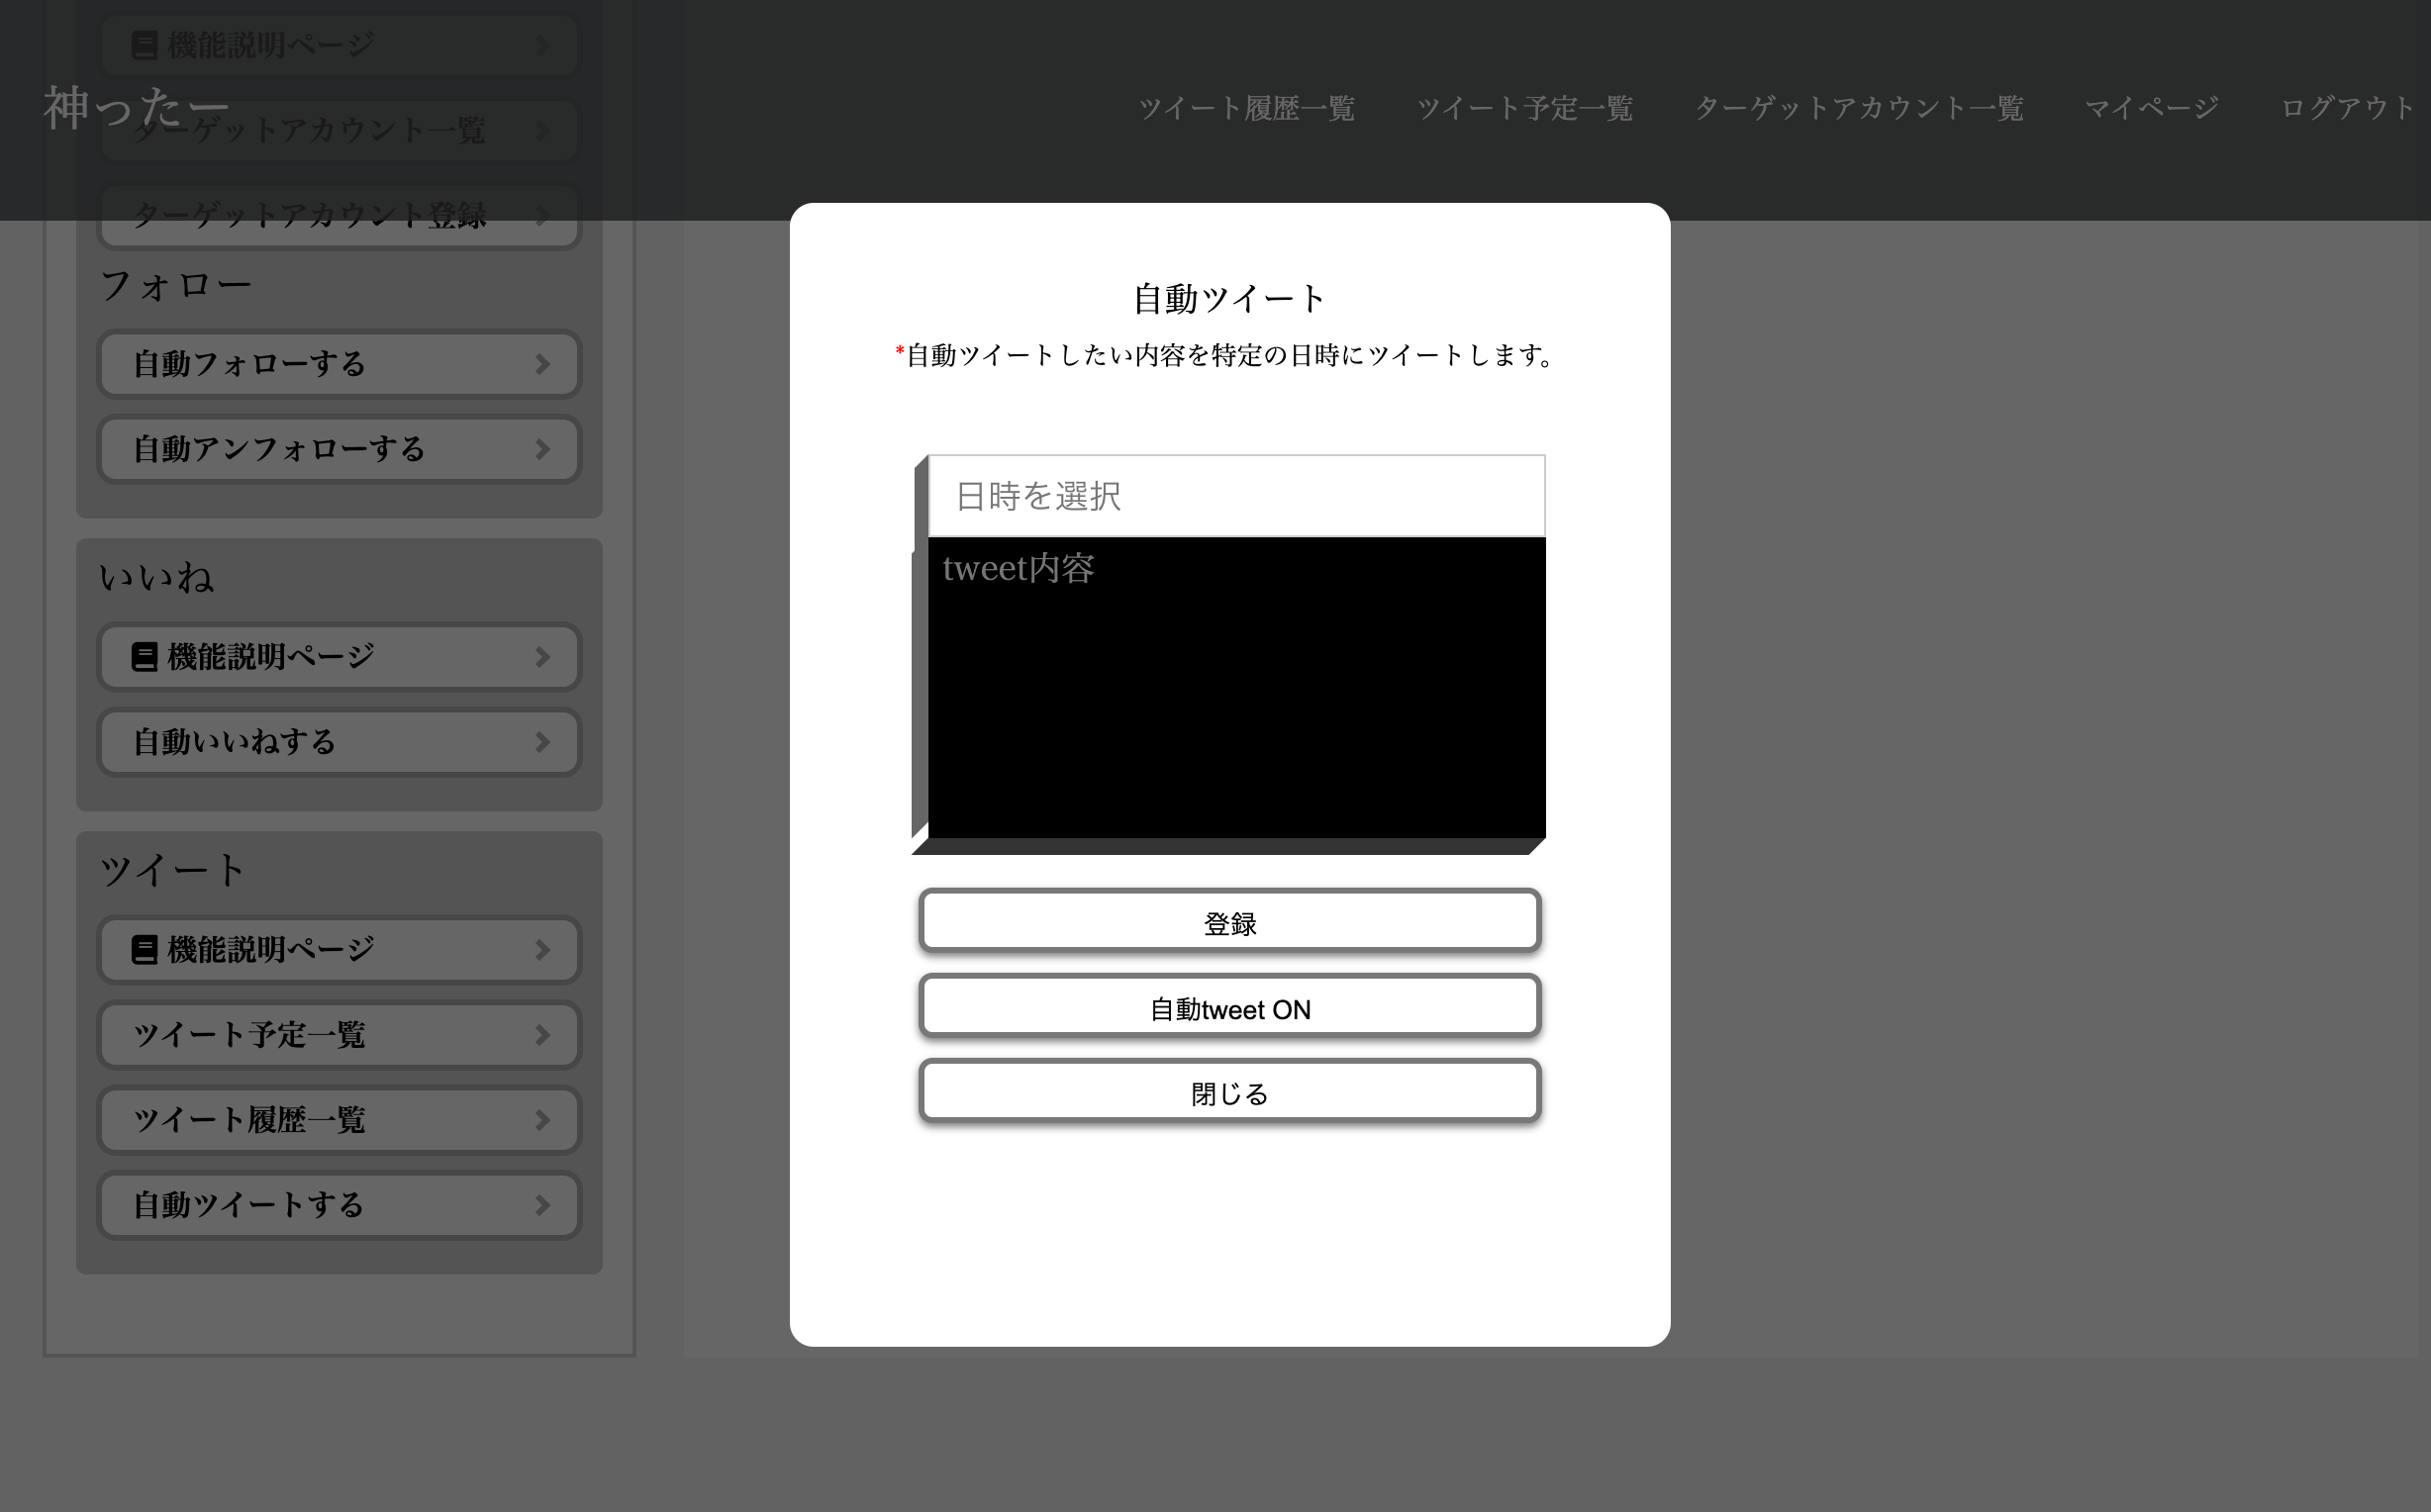 機能説明ページ
神ったー
ツイート履歴一覧
ツイート予定一覧
ターゲットアカウント一覧
マイページ
ログアウト
ターゲットアカウント一覧
ターゲットアカウント登録
フォロー
自動フォローする
自動アンフォローする
いいね
機能説明ページ
自動いいねする
ツイート
機能説明ページ
ツイート予定一覧
ツイート履歴一覧
自動ツイートする
自動ツイート
*自動ツイートしたい内容を特定の日時にツイートします。
日時を選択
tweet内容
登録
自動tweet ON
閉じる